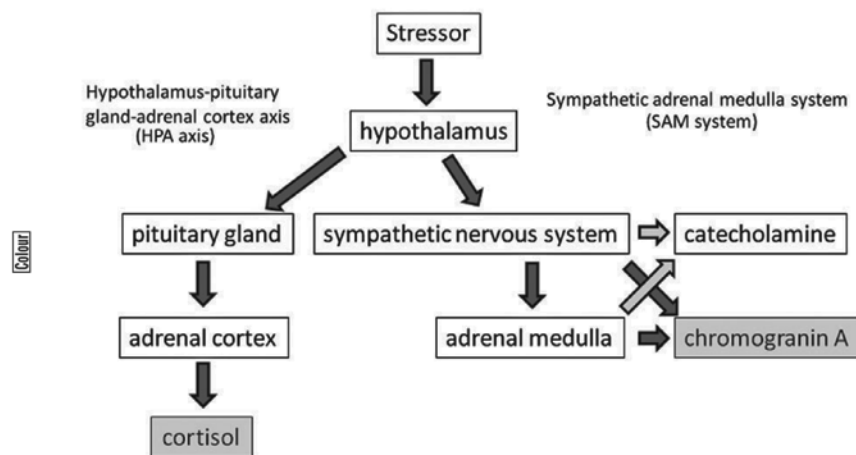 Stressor
Hypothalamus-pituitary
gland-adrenal cortex axis
(HPA axis)
Sympathetic adrenal medulla system
(SAM system)
hypothalamus
Colour
pituitary gland
sympathetic nervous system
catecholamine
adrenal cortex
adrenal medulla
chromogranin A
cortisol